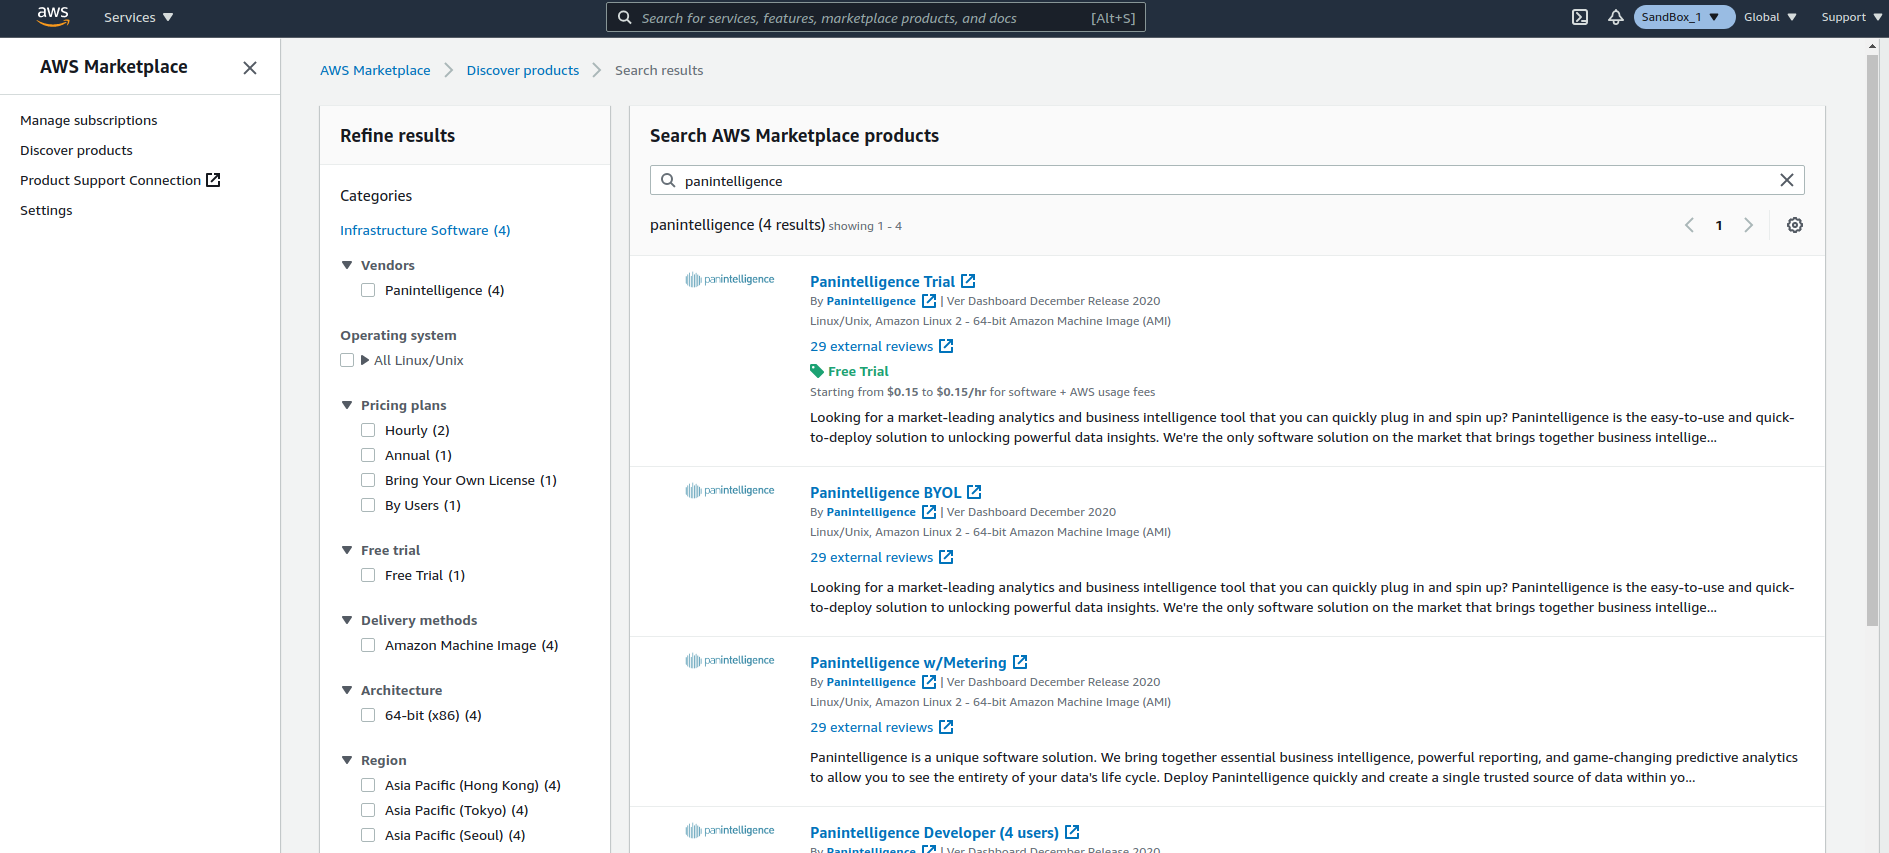 aws
Services
Search for services, features, marketplace products, and docs
[Alt+S]
SandBox_1
Global
Support
AWS Marketplace
Manage subscriptions
Discover products
Product Support Connection
Settings
AWS Marketplace
Discover products
Search results
Refine results
Categories
Infrastructure Software (4)
Vendors
Panintelligence (4)
Operating system
All Linux/Unix
Pricing plans
Hourly (2)
Annual (1)
Bring Your Own License (1)
By Users (1)
Free trial
Free Trial (1)
Delivery methods
Amazon Machine Image (4)
Architecture
64-bit (x86) (4)
Region
Asia Pacific (Hong Kong) (4)
Asia Pacific (Tokyo) (4)
Asia Pacific (Seoul) (4)
Search AWS Marketplace products
panintelligence
panintelligence (4 results) showing 1 - 4
1
panintelligence
Panintelligence Trial
By Panintelligence | Ver Dashboard December Release 2020
Linux/Unix, Amazon Linux 2 - 64-bit Amazon Machine Image (AMI)
29 external reviews
Free Trial
Starting from $0.15 to $0.15/hr for software + AWS usage fees
Looking for a market-leading analytics and business intelligence tool that you can quickly plug in and spin up? Panintelligence is the easy-to-use and quick-
to-deploy solution to unlocking powerful data insights. We're the only software solution on the market that brings together business intellige...
panintelligence
Panintelligence BYOL
By Panintelligence | Ver Dashboard December 2020
Linux/Unix, Amazon Linux 2 - 64-bit Amazon Machine Image (AMI)
29 external reviews
Looking for a market-leading analytics and business intelligence tool that you can quickly plug in and spin up? Panintelligence is the easy-to-use and quick-
to-deploy solution to unlocking powerful data insights. We're the only software solution on the market that brings together business intellige...
panintelligence
Panintelligence w/Metering
By Panintelligence | Ver Dashboard December Release 2020
Linux/Unix, Amazon Linux 2 - 64-bit Amazon Machine Image (AMI)
29 external reviews
Panintelligence is a unique software solution. We bring together essential business intelligence, powerful reporting, and game-changing predictive analytics
to allow you to see the entirety of your data's life cycle. Deploy Panintelligence quickly and create a single trusted source of data within yo...
panintelligence
Panintelligence Developer (4 users)
By Panintelligence | Ver Dashboard December Release 2020